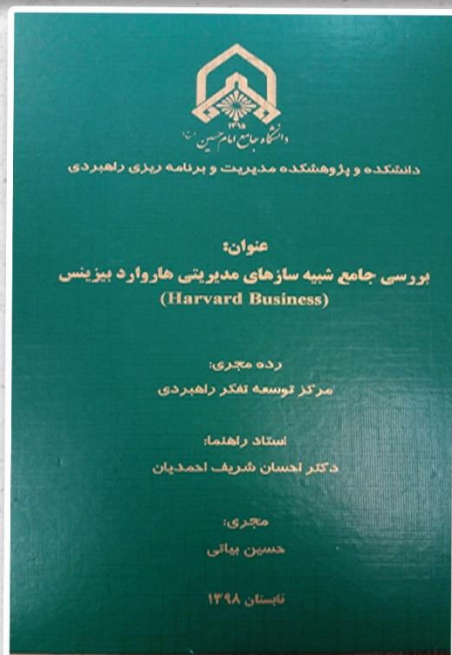 ۱۳۶۵
دانشگاه جامع امام حسین (ع)
دانشکده و پژوهشکده مدیریت و برنامه ریزی راهبردی
عنوان:
بررسی جامع شبیه سازهای مدیریتی هاروارد بیزینس
(Harvard Business)
رده مجری:
مرکز توسعه تفکر راهبردی
استاد راهنما:
دکتر احسان شریف احمدیان
مجری:
حسین بیاتی
تابستان ۱۳۹۸